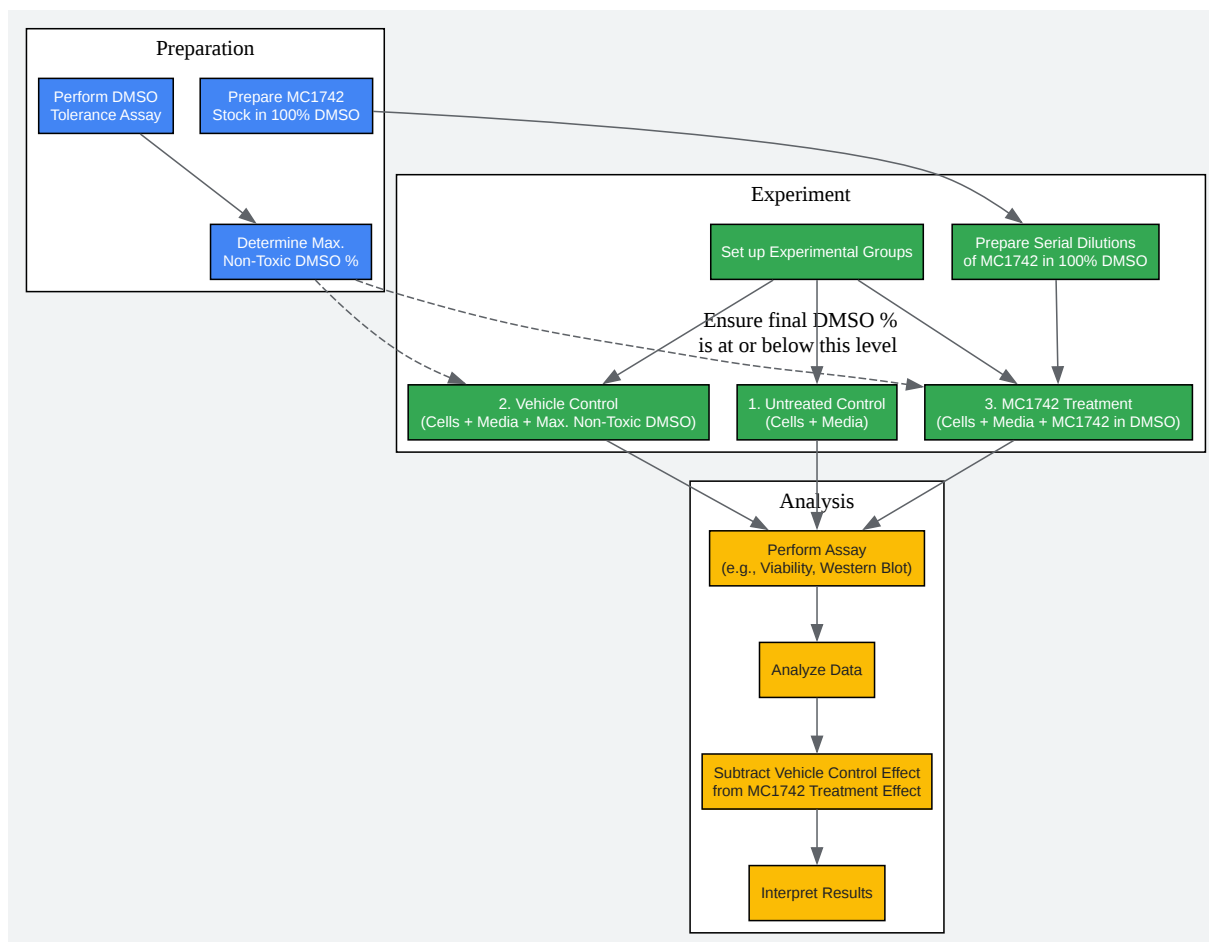 Preparation
Perform DMSO
Tolerance Assay
Prepare MC1742
Stock in 100% DMSO
Determine Max.
Non-Toxic DMSO %
Experiment
Set up Experimental Groups
Prepare Serial Dilutions
of MC1742 in 100% DMSO
Ensure final DMSO %
is at or below this level
2. Vehicle Control
(Cells + Media + Max. Non-Toxic DMSO)
1. Untreated Control
(Cells + Media)
3. MC1742 Treatment
(Cells + Media + MC1742 in DMSO)
Analysis
Perform Assay
(e.g., Viability, Western Blot)
Analyze Data
Subtract Vehicle Control Effect
from MC1742 Treatment Effect
Interpret Results